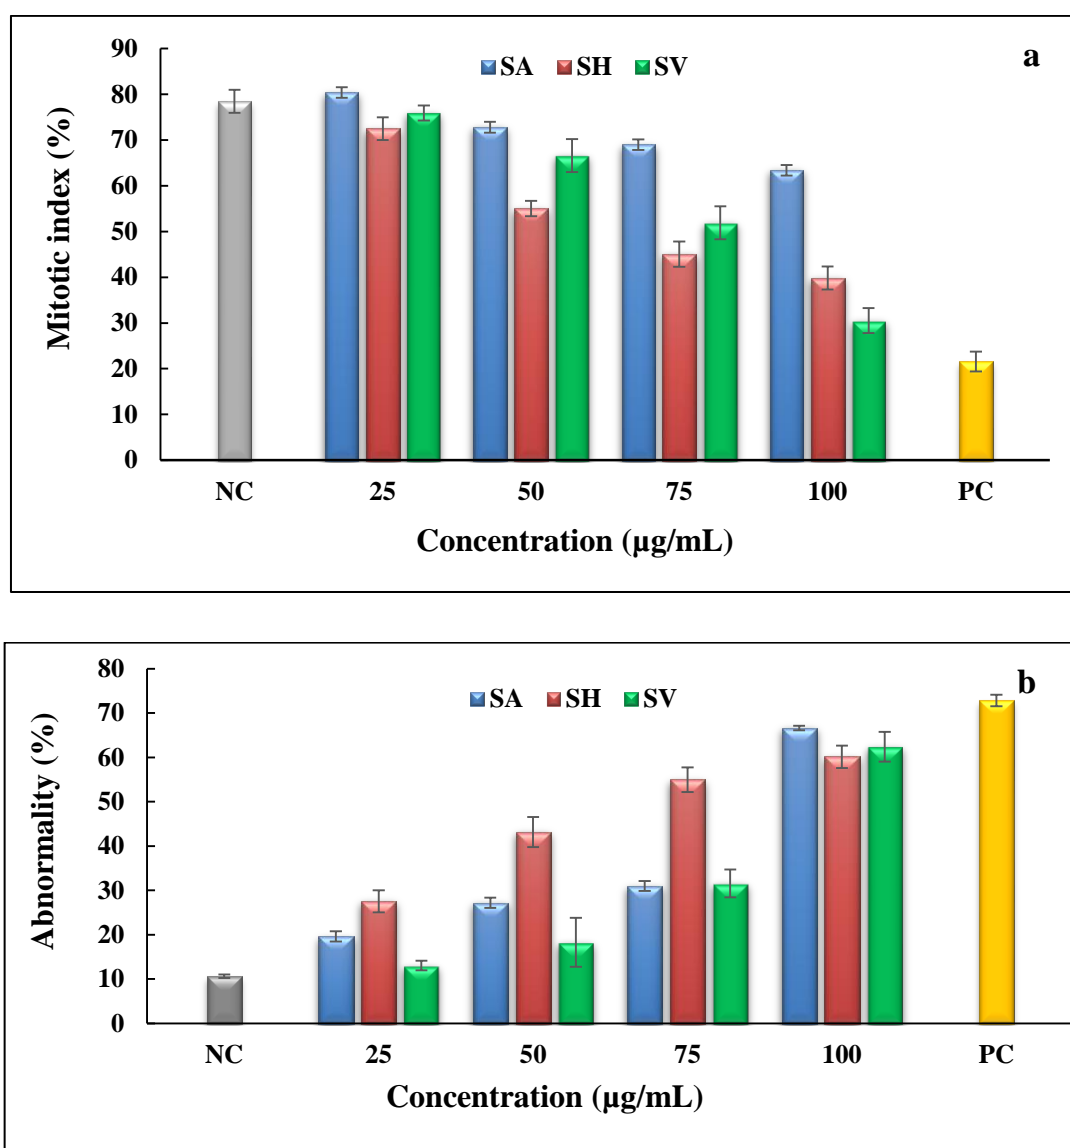 a
SA SH SV
Mitotic index (%)
90
80
70
60
50
40
30
20
10
0
NC 25 50 75 100 PC
Concentration (µg/mL)
b
SA SH SV
Abnormality (%)
80
70
60
50
40
30
20
10
0
NC 25 50 75 100 PC
Concentration (µg/mL)